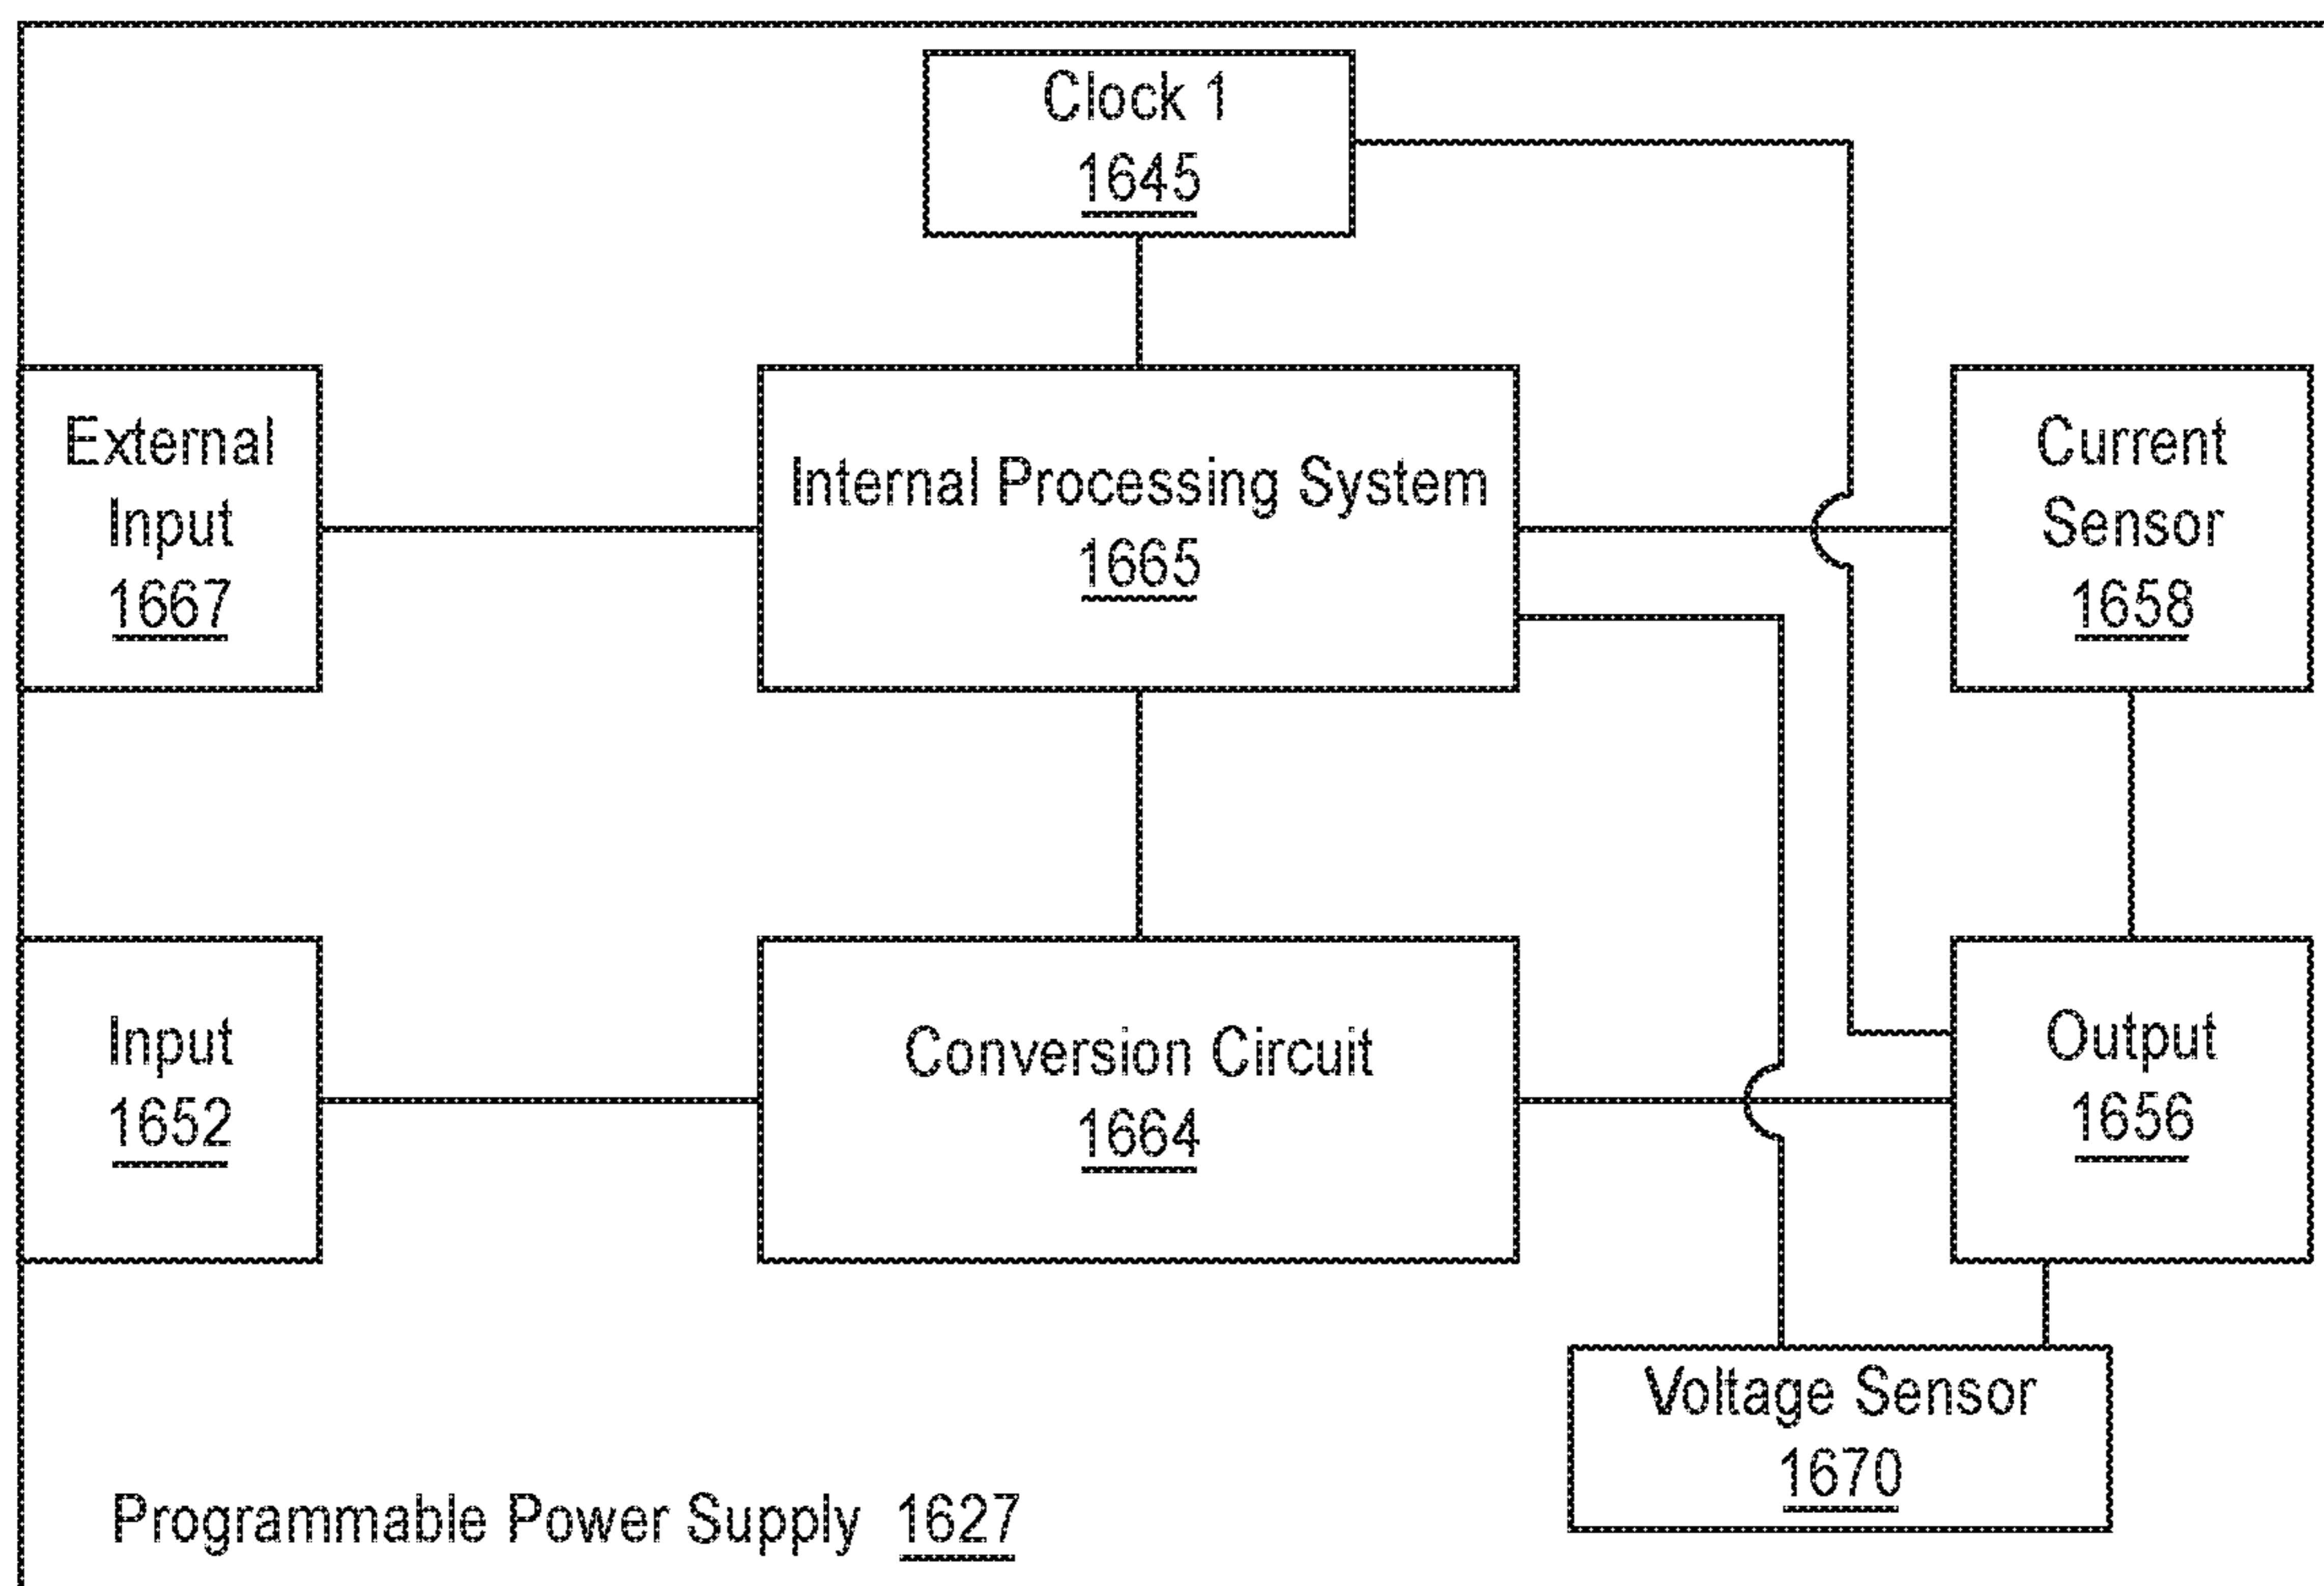 Clock 1
1645
External
Input
1667
Internal Processing System
1665
Current
Sensor
1658
Input
1652
Conversion Circuit
1664
Output
1656
Voltage Sensor
1670
Programmable Power Supply 1627